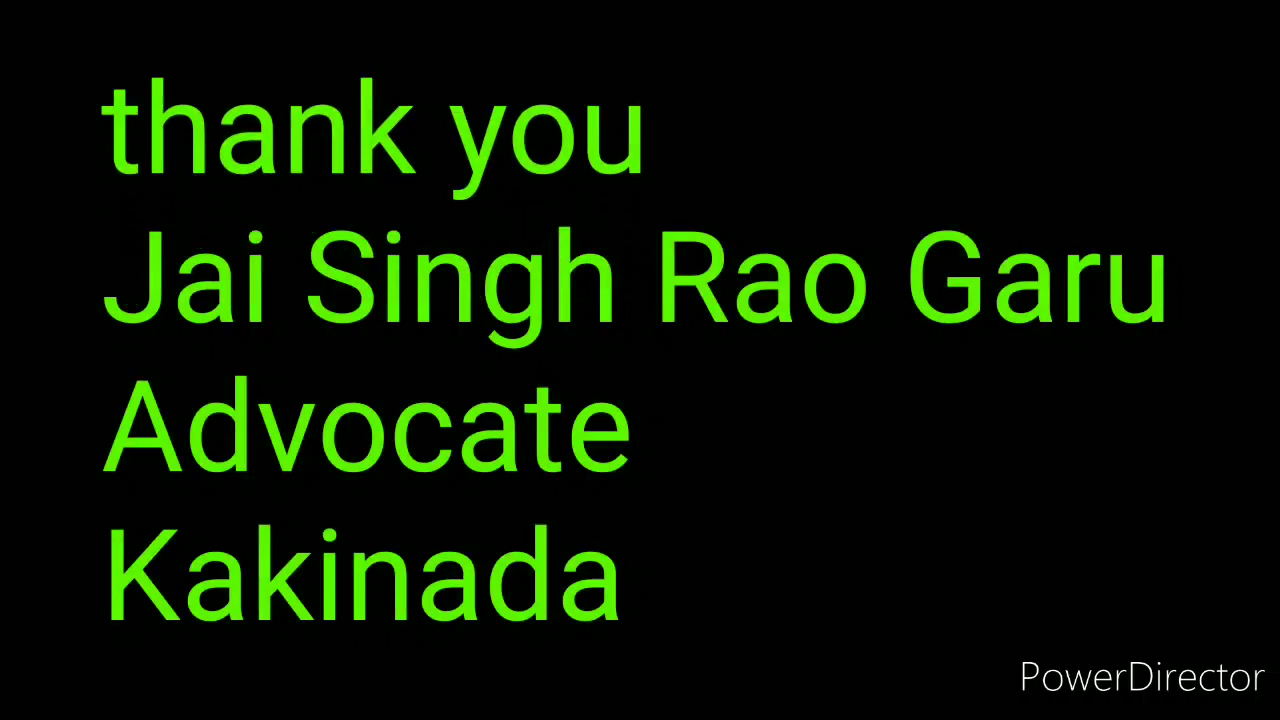 thank you
Jai Singh Rao Garu
Advocate
Kakinada
PowerDirector